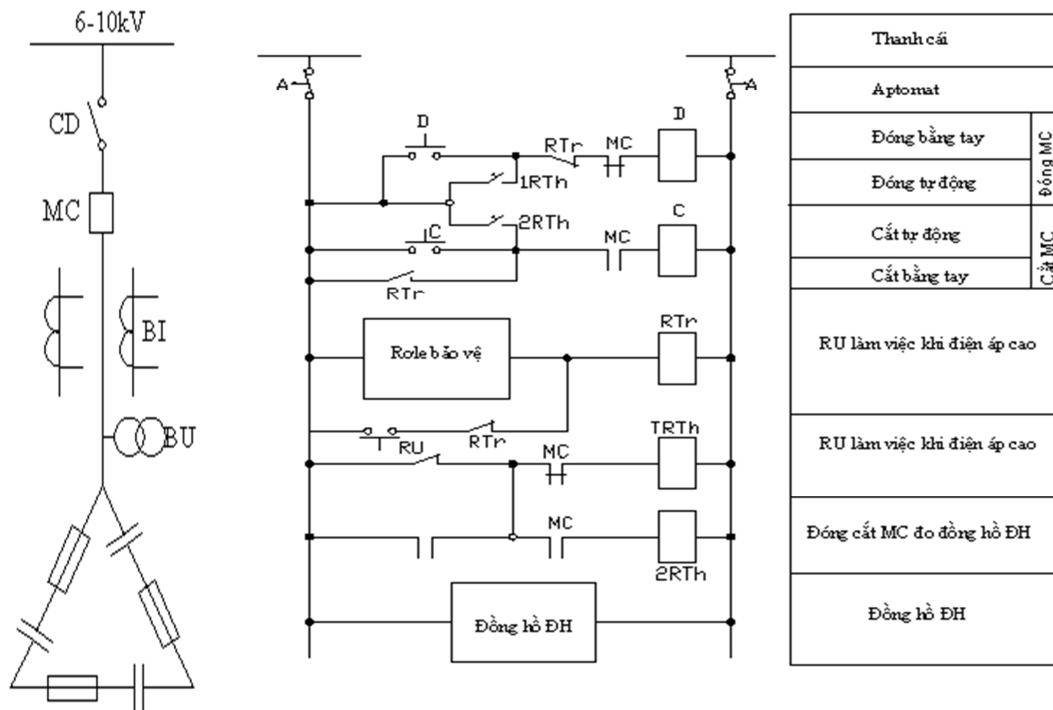 6-10kV
CD
MC
BI
BU
A
A
D
RTr
MC
D
1RTh
2RTh
C
MC
C
RTr
Role bảo vệ
RTr
RU
RTr
MC
TRTh
MC
2RTh
Đồng hồ ĐH
Thanh cái
Aptomat
Đóng bằng tay
Đóng tự động
Đóng MC
Cắt tự động
Cắt bằng tay
Cắt MC
RU làm việc khi điện áp cao
RU làm việc khi điện áp cao
Đóng cắt MC đo đồng hồ ĐH
Đồng hồ ĐH